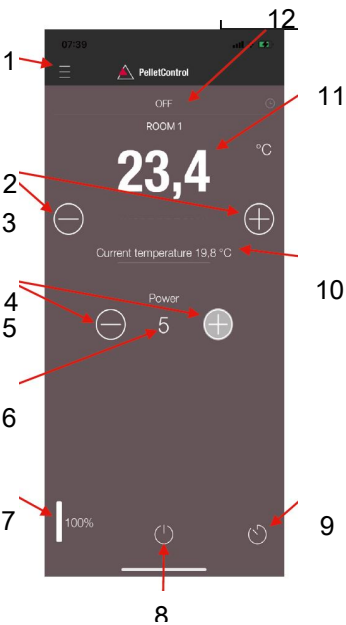 12
07:39
1
PelletControl
OFF
11
ROOM 1
23,4
°C
2
3
Current temperature 19,8 °C
10
4
Power
5
5
6
7
100%
9
8